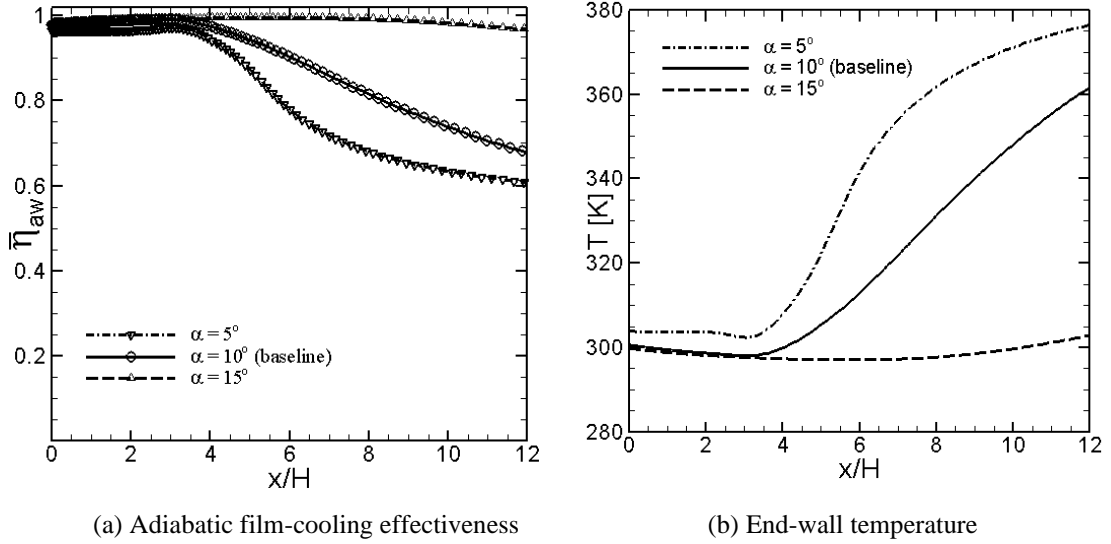 1
0.8
0.6
0.4
0.2
η̄aw
0 2 4 6 8 10 12
x/H
α = 5°
α = 10° (baseline)
α = 15°
(a) Adiabatic film-cooling effectiveness
380
360
340
320
300
280
T [K]
0 2 4 6 8 10 12
x/H
α = 5°
α = 10° (baseline)
α = 15°
(b) End-wall temperature